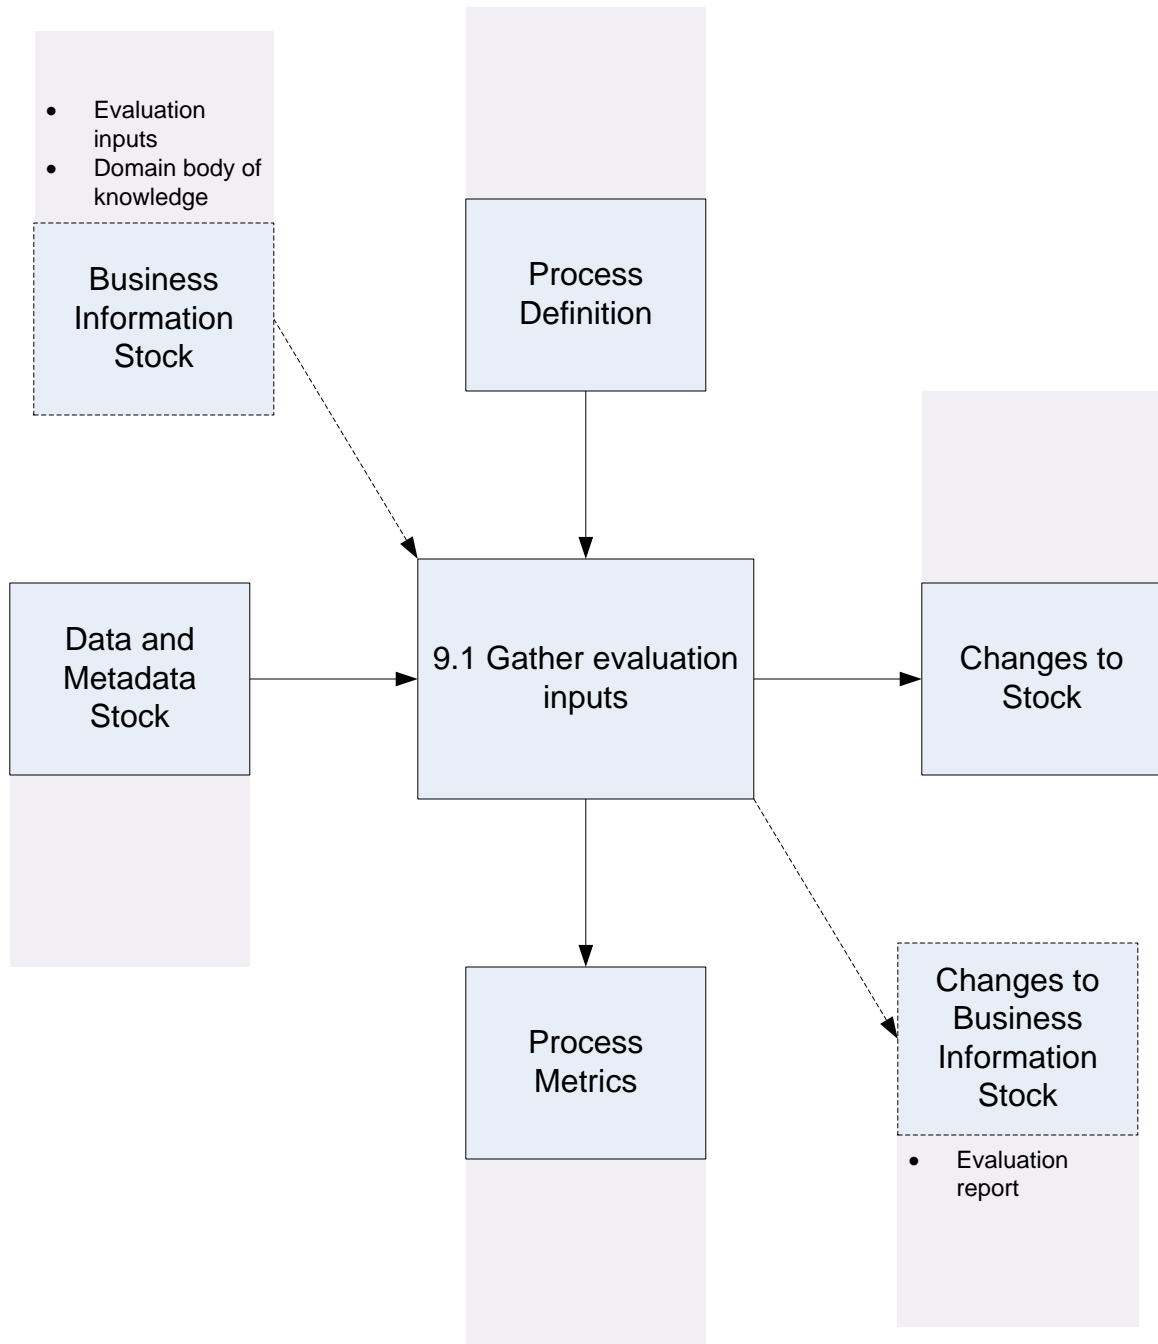 • Evaluation
inputs
• Domain body of
knowledge
Business
Information
Stock
Process
Definition
Data and
Metadata
Stock
9.1 Gather evaluation
inputs
Changes to
Stock
Process
Metrics
Changes to
Business
Information
Stock
• Evaluation
report